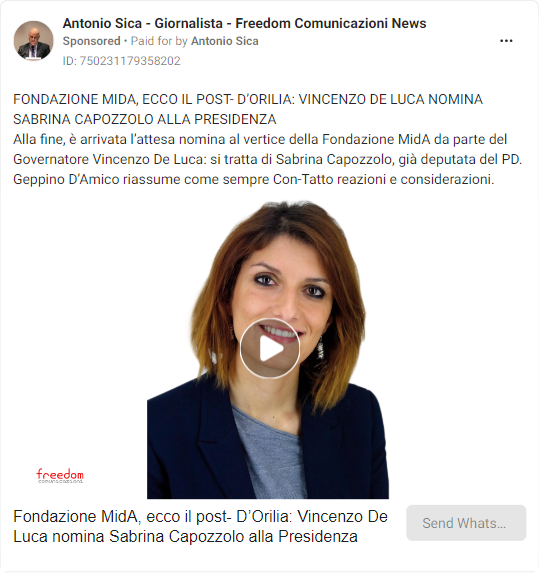 Antonio Sica - Giornalista - Freedom Comunicazioni News
Sponsored • Paid for by Antonio Sica
ID: 750231179358202
FONDAZIONE MIDA, ECCO IL POST- D’ORILIA: VINCENZO DE LUCA NOMINA
SABRINA CAPOZZOLO ALLA PRESIDENZA
Alla fine, è arrivata l'attesa nomina al vertice della Fondazione MidA da parte del
Governatore Vincenzo De Luca: si tratta di Sabrina Capozzolo, già deputata del PD.
Geppino D’Amico riassume come sempre Con-Tatto reazioni e considerazioni.
freedom
Fondazione MidA, ecco il post- D’Orilia: Vincenzo De
Luca nomina Sabrina Capozzolo alla Presidenza
Send Whats...